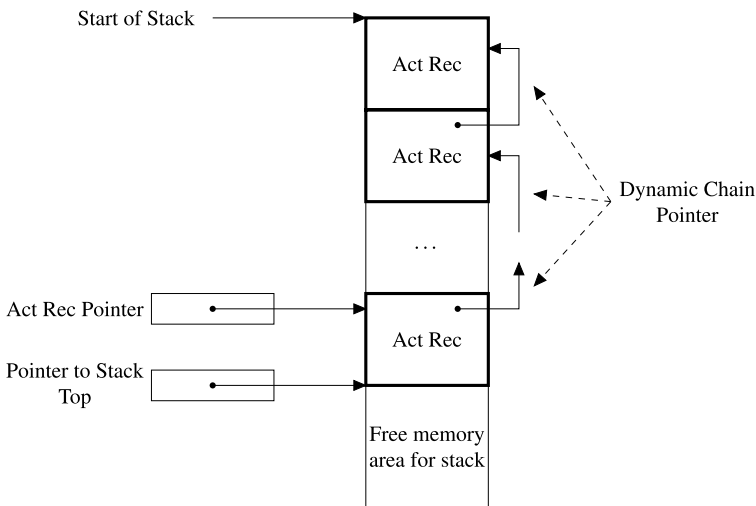 Start of Stack
Act Rec
Act Rec
Dynamic Chain
Pointer
...
Act Rec Pointer
Act Rec
Pointer to Stack
Top
Free memory
area for stack